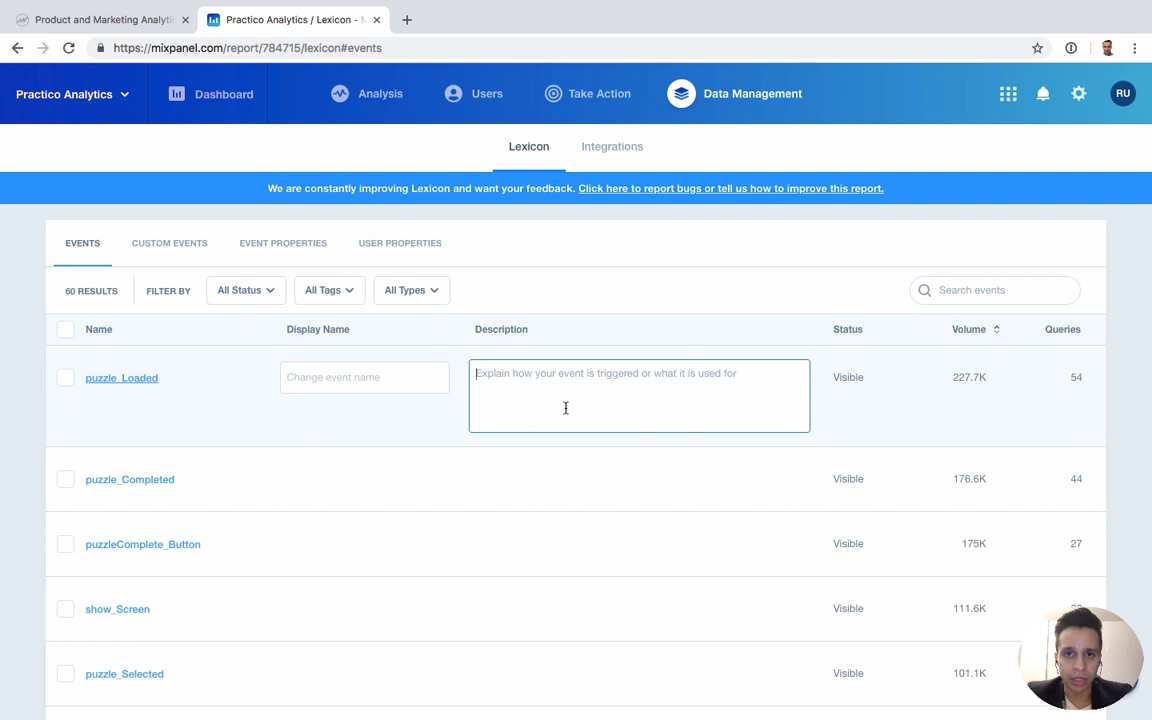 Product and Marketing Analytic
Practico Analytics / Lexicon -
https://mixpanel.com/report/784715/lexicon#events
Practico Analytics
Dashboard
Analysis
Users
Take Action
Data Management
RU
Lexicon
Integrations
We are constantly improving Lexicon and want your feedback. Click here to report bugs or tell us how to improve this report.
EVENTS
CUSTOM EVENTS
EVENT PROPERTIES
USER PROPERTIES
60 RESULTS
FILTER BY
All Status
All Tags
All Types
Search events
Name
Display Name
Description
Status
Volume
Queries
puzzle_Loaded
Change event name
Explain how your event is triggered or what it is used for
Visible
227.7K
54
puzzle_Completed
Visible
176.6K
44
puzzleComplete_Button
Visible
175K
27
show_Screen
Visible
111.6K
puzzle_Selected
Visible
101.1K